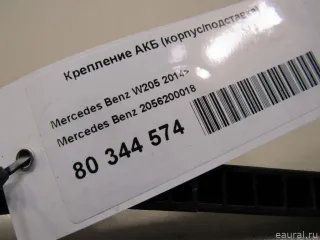 Крепление АКБ (корпус/подставка)
Mercedes Benz W205 2014>
Mercedes Benz 2056200018
80 344 574
eaural.ru